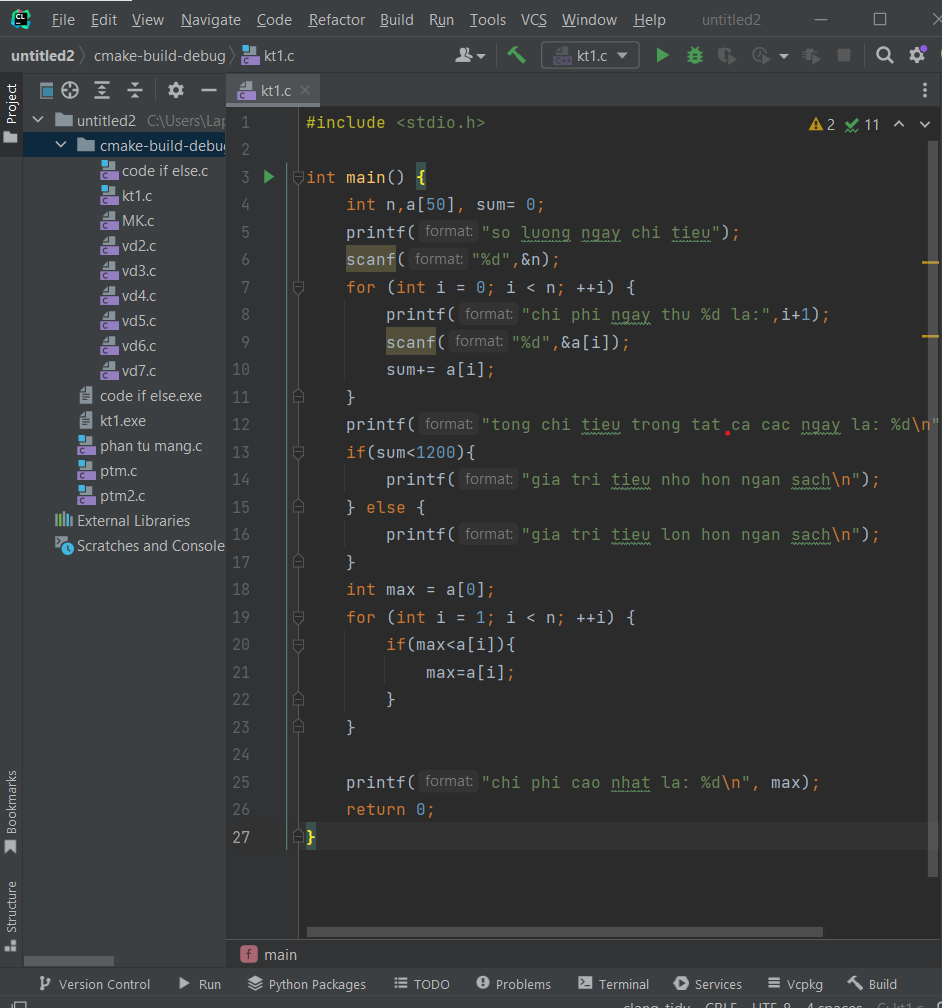 File Edit View Navigate Code Refactor Build Run Tools VCS Window Help untitled2
untitled2 cmake-build-debug kt1.c kt1.c
Project
kt1.c
untitled2 C:\Users\Lap
cmake-build-debug
code if else.c
kt1.c
MK.c
vd2.c
vd3.c
vd4.c
vd5.c
vd6.c
vd7.c
code if else.exe
kt1.exe
phan tu mang.c
ptm.c
ptm2.c
External Libraries
Scratches and Console
2 11
1 #include <stdio.h>
2
3 int main() {
4 int n,a[50], sum= 0;
5 printf( format: "so luong ngay chi tieu");
6 scanf( format: "%d",&n);
7 for (int i = 0; i < n; ++i) {
8 printf( format: "chi phi ngay thu %d la:",i+1);
9 scanf( format: "%d",&a[i]);
10 sum+= a[i];
11 }
12 printf( format: "tong chi tieu trong tat ca cac ngay la: %d\n"
13 if(sum<1200){
14 printf( format: "gia tri tieu nho hon ngan sach\n");
15 } else {
16 printf( format: "gia tri tieu lon hon ngan sach\n");
17 }
18 int max = a[0];
19 for (int i = 1; i < n; ++i) {
20 if(max<a[i]){
21 max=a[i];
22 }
23 }
24
25 printf( format: "chi phi cao nhat la: %d\n", max);
26 return 0;
27 }
Bookmarks
Structure
f main
Version Control Run Python Packages TODO Problems Terminal Services Vcpkg Build
clang-tidy CRLF UTF-8 4 spaces C: kt1.c